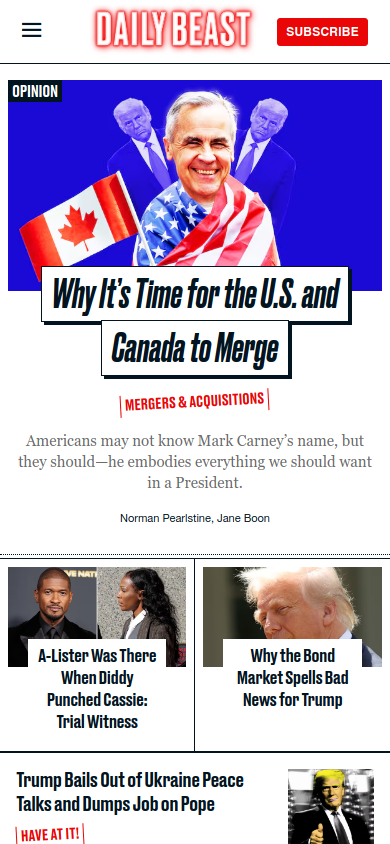 DAILY BEAST
SUBSCRIBE
OPINION
Why It's Time for the U.S. and
Canada to Merge
MERGERS & ACQUISITIONS
Americans may not know Mark Carney's name, but
they should—he embodies everything we should want
in a President.
Norman Pearlstine, Jane Boon
VE NATI
A-Lister Was There
When Diddy
Punched Cassie:
Trial Witness
Why the Bond
Market Spells Bad
News for Trump
Trump Bails Out of Ukraine Peace
Talks and Dumps Job on Pope
HAVE AT IT!